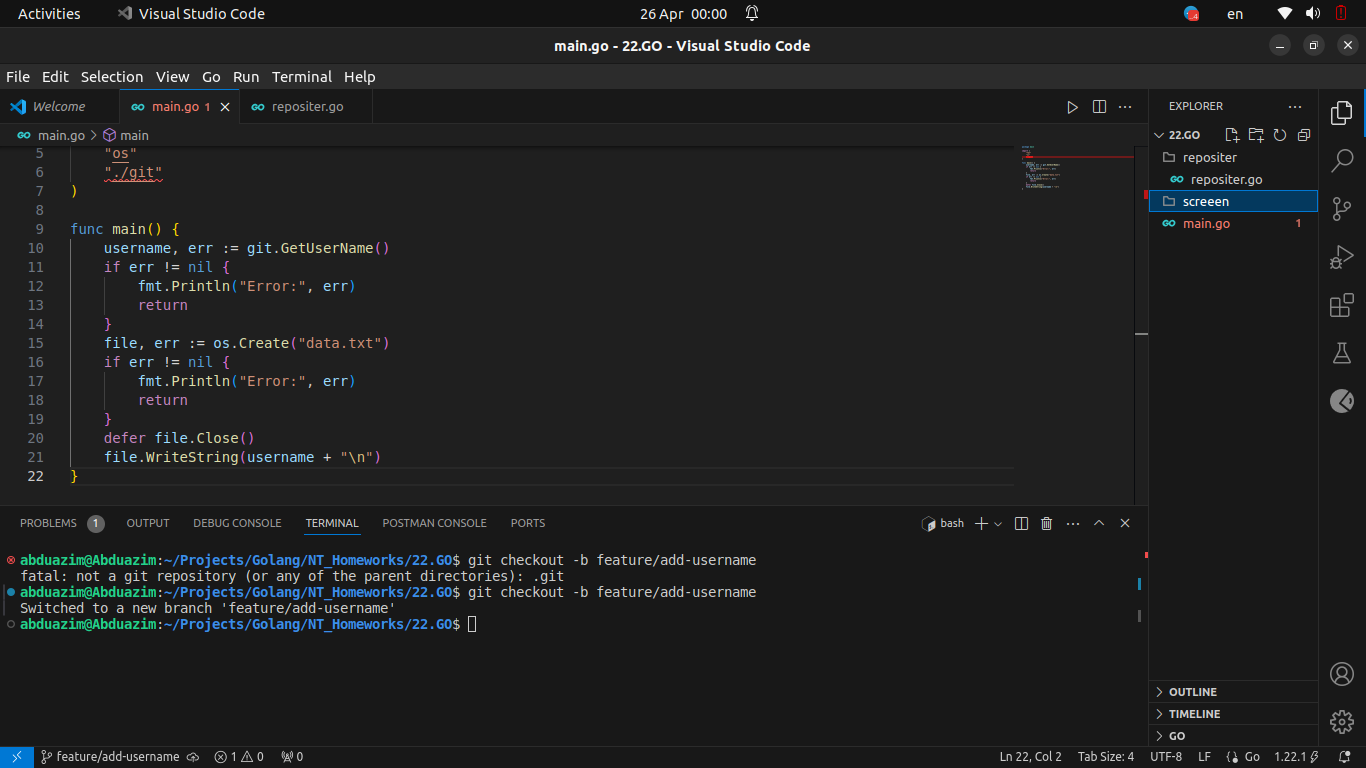 Activities
Visual Studio Code
26 Apr 00:00
en
main.go - 22.GO - Visual Studio Code
File Edit Selection View Go Run Terminal Help
Welcome
main.go 1
repositer.go
main.go > main
5 "os"
6 "./git"
7 )
8
9 func main() {
10 username, err := git.GetUserName()
11 if err != nil {
12 fmt.Println("Error:", err)
13 return
14 }
15 file, err := os.Create("data.txt")
16 if err != nil {
17 fmt.Println("Error:", err)
18 return
19 }
20 defer file.Close()
21 file.WriteString(username + "\n")
22 }
EXPLORER
22.GO
repositer
repositer.go
screeen
main.go 1
PROBLEMS 1 OUTPUT DEBUG CONSOLE TERMINAL POSTMAN CONSOLE PORTS
bash
abduazim@Abduazim:~/Projects/Golang/NT_Homeworks/22.GO$ git checkout -b feature/add-username
fatal: not a git repository (or any of the parent directories): .git
abduazim@Abduazim:~/Projects/Golang/NT_Homeworks/22.GO$ git checkout -b feature/add-username
Switched to a new branch 'feature/add-username'
abduazim@Abduazim:~/Projects/Golang/NT_Homeworks/22.GO$
OUTLINE
TIMELINE
GO
feature/add-username 1 0 0
Ln 22, Col 2 Tab Size: 4 UTF-8 LF Go 1.22.1